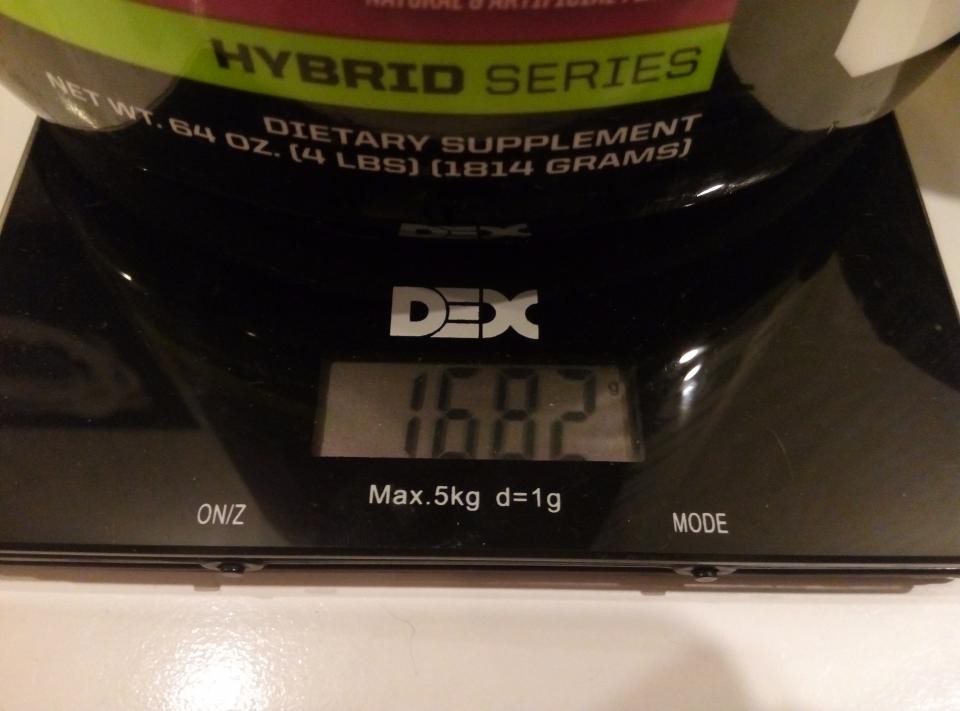 HYBRID SERIES
DIETARY SUPPLEMENT
NET WT. 64 OZ. (4 LBS) (1814 GRAMS)
DEX
DEX
1682 g
Max.5kg d=1g
ON/Z
MODE